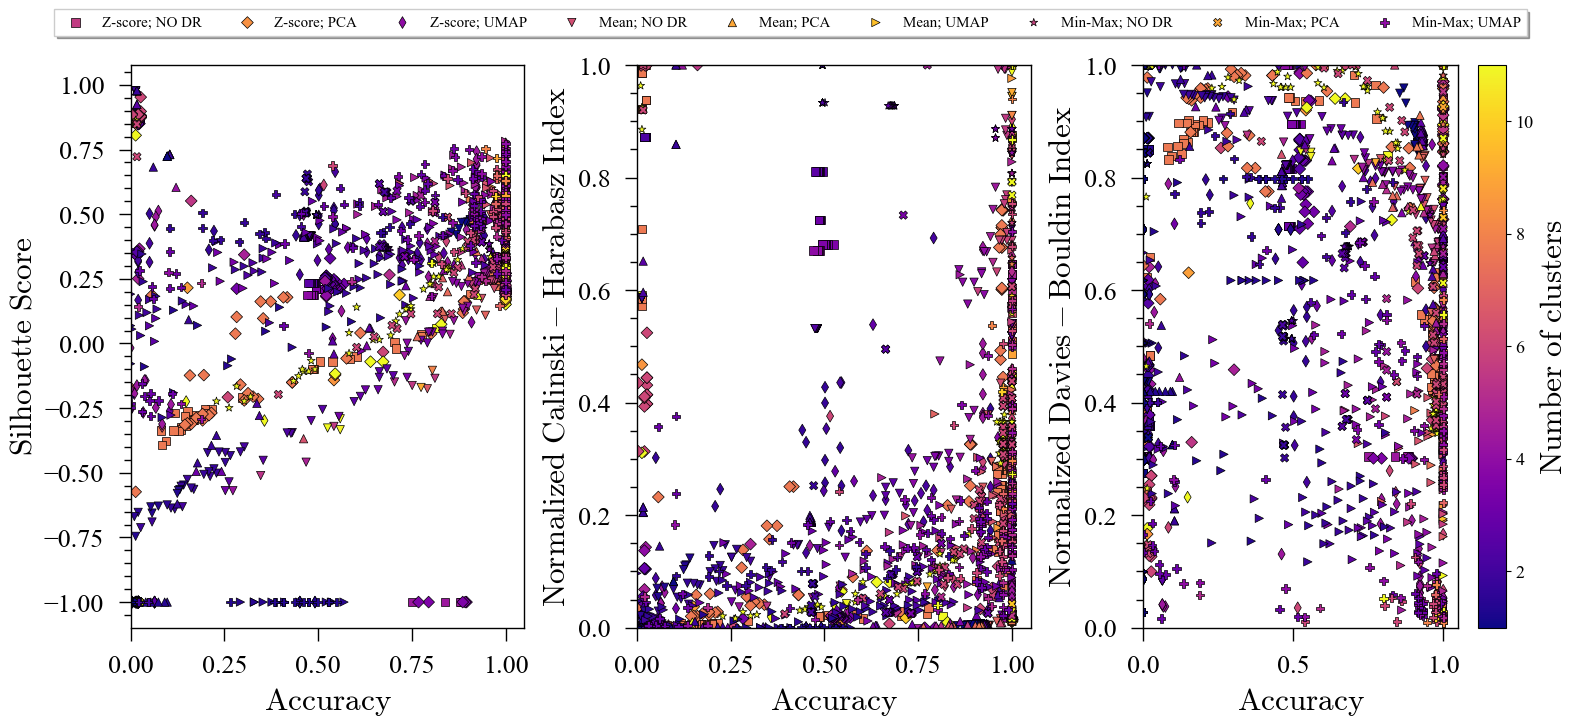 Z-score; NO DR Z-score; PCA Z-score; UMAP Mean; NO DR Mean; PCA Mean; UMAP Min-Max; NO DR Min-Max; PCA Min-Max; UMAP
Silhouette Score
1.00
0.75
0.50
0.25
0.00
−0.25
−0.50
−0.75
−1.00
0.00 0.25 0.50 0.75 1.00
Accuracy
Normalized Calinski – Harabasz Index
1.0
0.8
0.6
0.4
0.2
0.0
0.00 0.25 0.50 0.75 1.00
Accuracy
Normalized Davies – Bouldin Index
1.0
0.8
0.6
0.4
0.2
0.0
0.0 0.5 1.0
Accuracy
10
8
6
4
2
Number of clusters